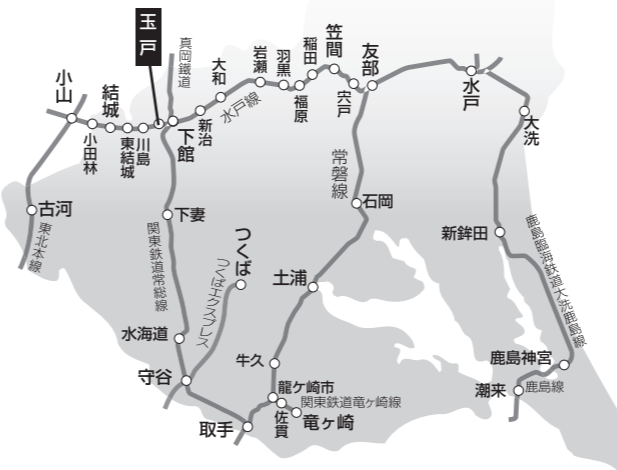 玉戸
真岡鐵道
小山
結城
小田林
東結城
川島
下館
新治
大和
水戸線
岩瀬
羽黒
福原
稲田
笠間
宍戸
友部
水戸
大洗
常磐線
石岡
新鉾田
鹿島臨海鉄道大洗鹿島線
古河
東北本線
下妻
関東鉄道常総線
つくば
つくばエクスプレス
土浦
水海道
守谷
牛久
龍ケ崎市
関東鉄道竜ヶ崎線
佐貫
竜ヶ崎
取手
鹿島神宮
潮来
鹿島線